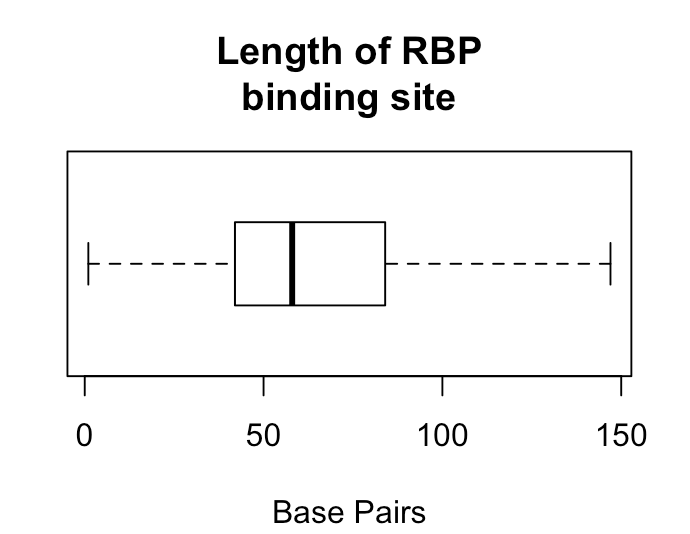 Length of RBP
binding site
0 50 100 150
Base Pairs